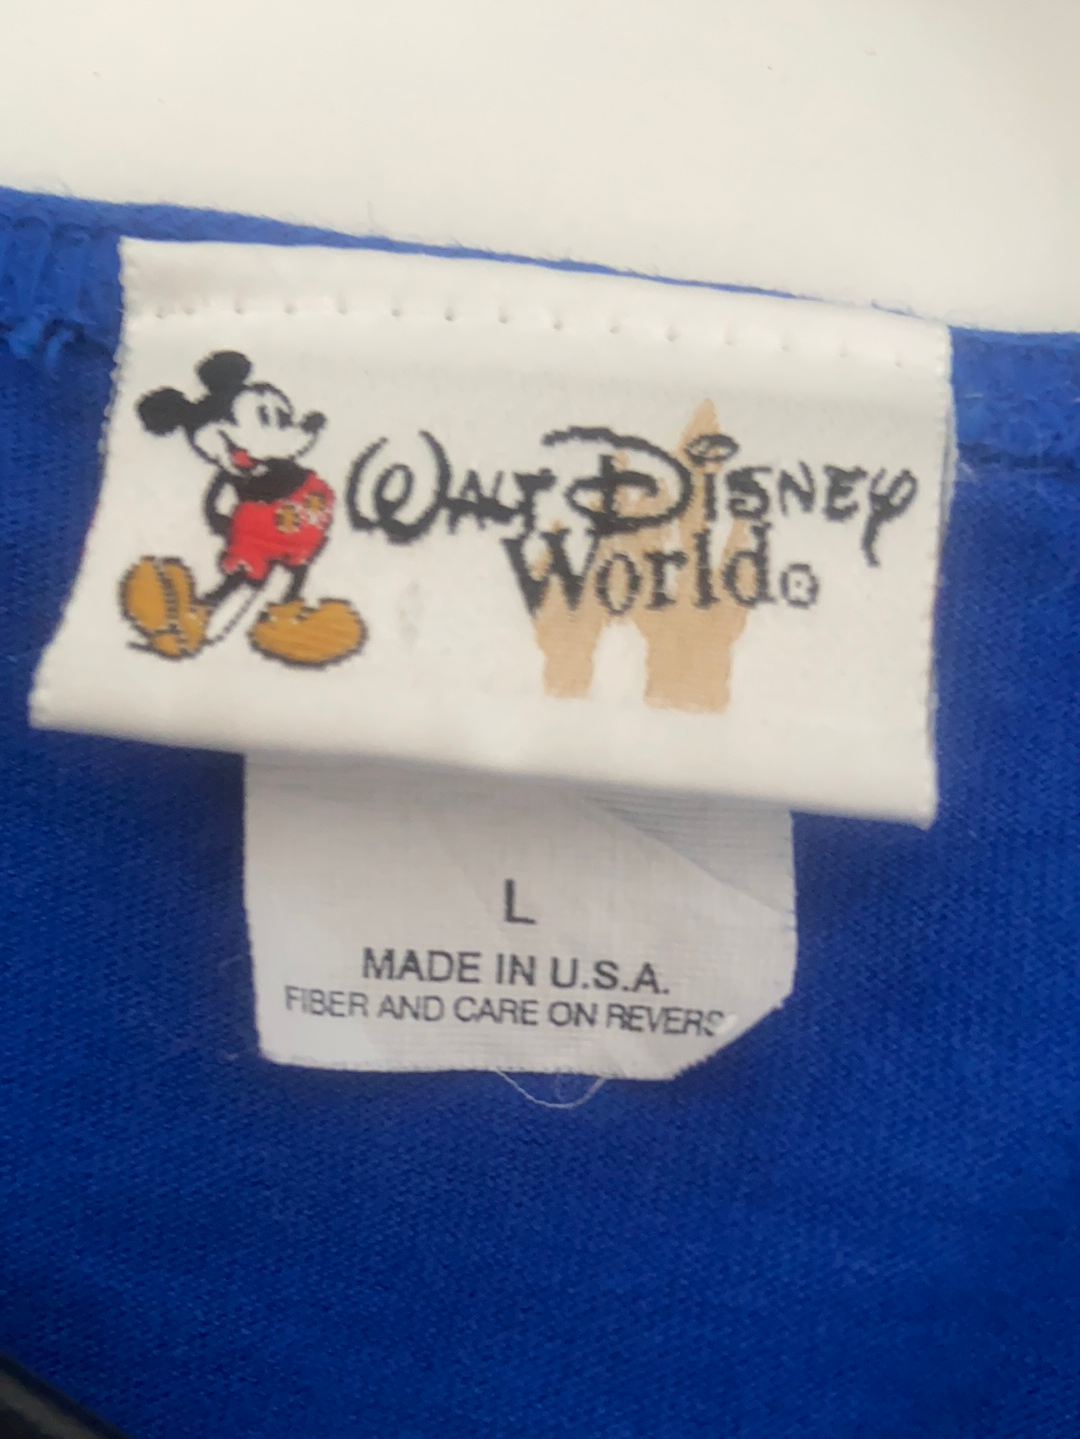 Walt Disney
World®
L
MADE IN U.S.A.
FIBER AND CARE ON REVERS